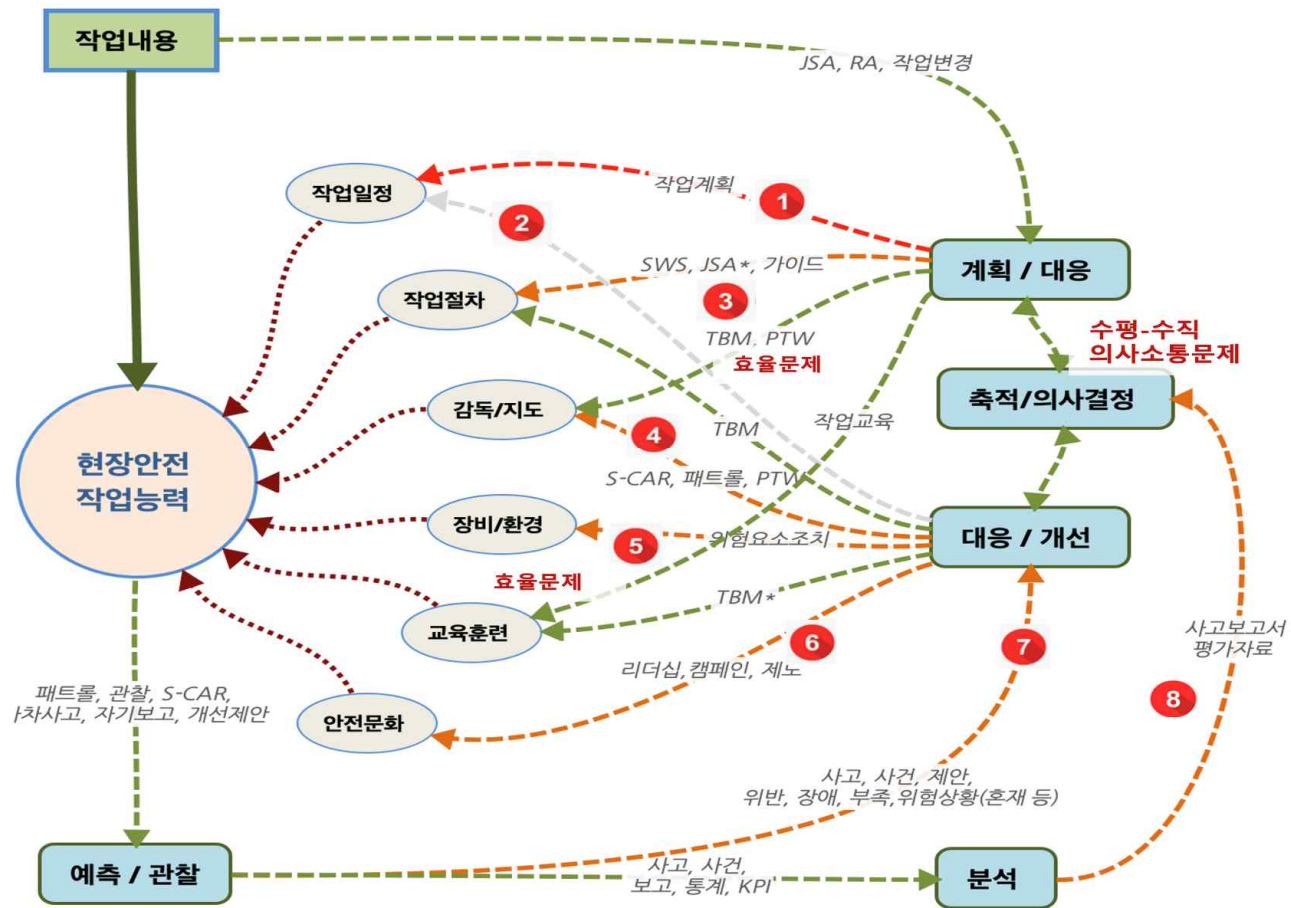 작업내용
JSA, RA, 작업변경
작업일정
작업계획
1
2
계획 / 대응
SWS, JSA*, 가이드
작업절차
3
수평-수직
의사소통문제
TBM, PTW
효율문제
축적/의사결정
감독/지도
작업교육
4
TBM
현장안전
작업능력
S-CAR, 패트롤, PTW
장비/환경
5
위험요소조치
대응 / 개선
효율문제
TBM*
교육훈련
6
7
사고보고서
평가자료
리더십,캠페인,
패트롤, 관찰, S-CAR,
차사고, 자기보고, 개선제안
8
안전문화
사고, 사건, 제안,
위반, 장애, 부족,위험상황(혼재 등)
예측 / 관찰
사고, 사건,
보고, 통계, KPI
분석